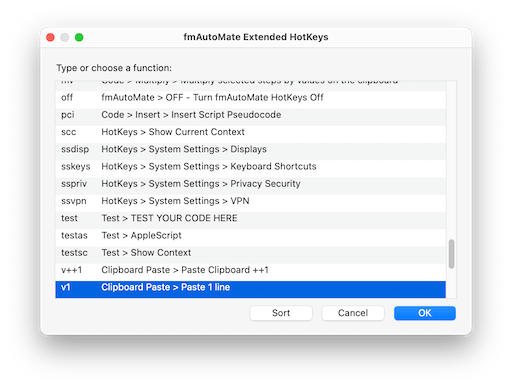 fmAutoMate Extended HotKeys
Type or choose a function:
mv Code > Multiply > Multiply selected steps by values on the clipboard
off fmAutoMate > OFF - Turn fmAutoMate HotKeys Off
pci Code > Insert > Insert Script Pseudocode
scc HotKeys > Show Current Context
ssdisp HotKeys > System Settings > Displays
sskeys HotKeys > System Settings > Keyboard Shortcuts
sspriv HotKeys > System Settings > Privacy Security
ssvpn HotKeys > System Settings > VPN
test Test > TEST YOUR CODE HERE
testas Test > AppleScript
testsc Test > Show Context
v++1 Clipboard Paste > Paste Clipboard ++1
v1 Clipboard Paste > Paste 1 line
Sort Cancel OK